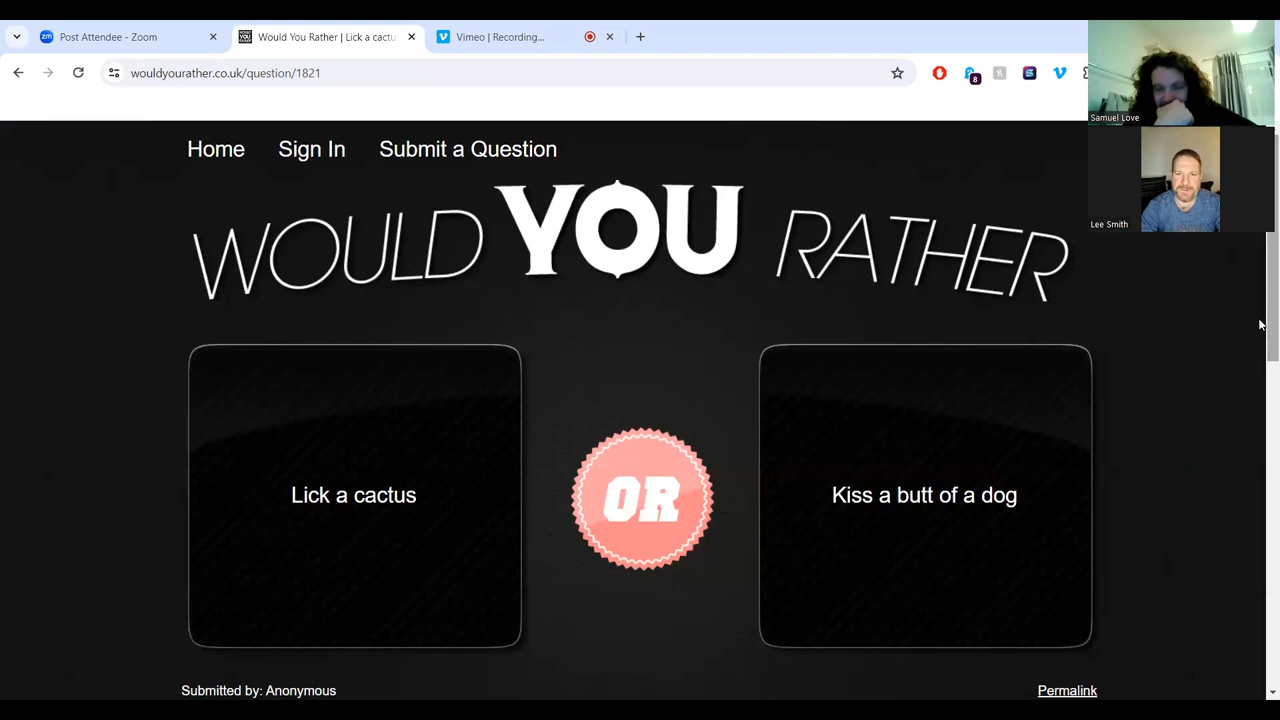 Post Attendee - Zoom
Would You Rather | Lick a cactu
Vimeo | Recording...
wouldyourather.co.uk/question/1821
8
Samuel Love
Lee Smith
Home
Sign In
Submit a Question
WOULD YOU RATHER
Lick a cactus
OR
Kiss a butt of a dog
Submitted by: Anonymous
Permalink